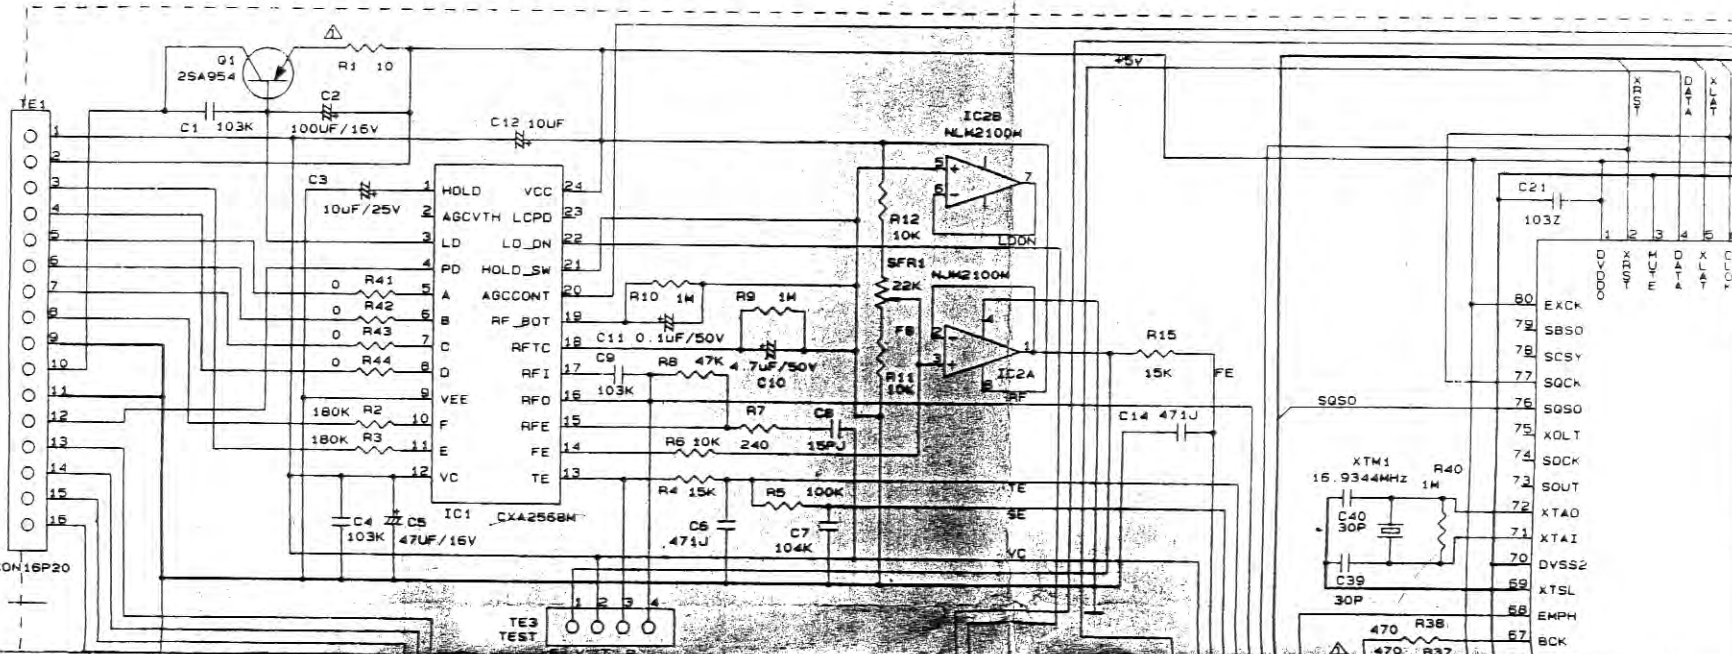 ⚠
Q1
2SA954
R1 10
C1 103K
C2
100UF/16V
C12 10UF
+5V
XRST
DATA
XLAT
TE1
1
2
3
4
5
6
7
8
9
10
11
12
13
14
15
16
CON16P20
C3
10UF/25V
1 HOLD
2 AGCVTH
3 LD
4 PD
5 A
6 B
7 C
8 D
9 VEE
10 F
11 E
12 VC
VCC 24
LCPD 23
LD_ON 22
HOLD_SW 21
AGCCONT 20
RF_BOT 19
RFTC 18
RFI 17
RFO 16
RFE 15
FE 14
TE 13
IC1
CXA2568M
0 R41
0 R42
0 R43
0 R44
180K R2
180K R3
C4
103K
C5
47UF/16V
R10 1M
R9 1M
C11 0.1UF/50V
4.7UF/50V
C10
C9
103K
R8 47K
R7
240
C8
15PJ
R6 10K
R4 15K
R5 100K
C6
471J
C7
104K
IC2B
NLM2100M
5
6
7
R12
10K
LDON
SFR1
22K
NJM2100M
FB
R11
10K
2
3
4
1
8
IC2A
RF
TE
SE
VC
R15
15K
FE
C14 471J
TE3
TEST
1 2 3 4
C21
103Z
1 2 3 4 5
DVDD0
XRST
MUTE
DATA
XLAT
CLOK
SQSO
80 EXCK
79 SBSO
78 SCSY
77 SQCK
76 SQSO
75 XOLT
74 SOCK
73 SOUT
72 XTAO
71 XTAI
70 DVSS2
69 XTSL
68 EMPH
67 BCK
XTM1
16.9344MHz
R40
1M
C40
30P
C39
30P
470 R38
⚠ 470 R37